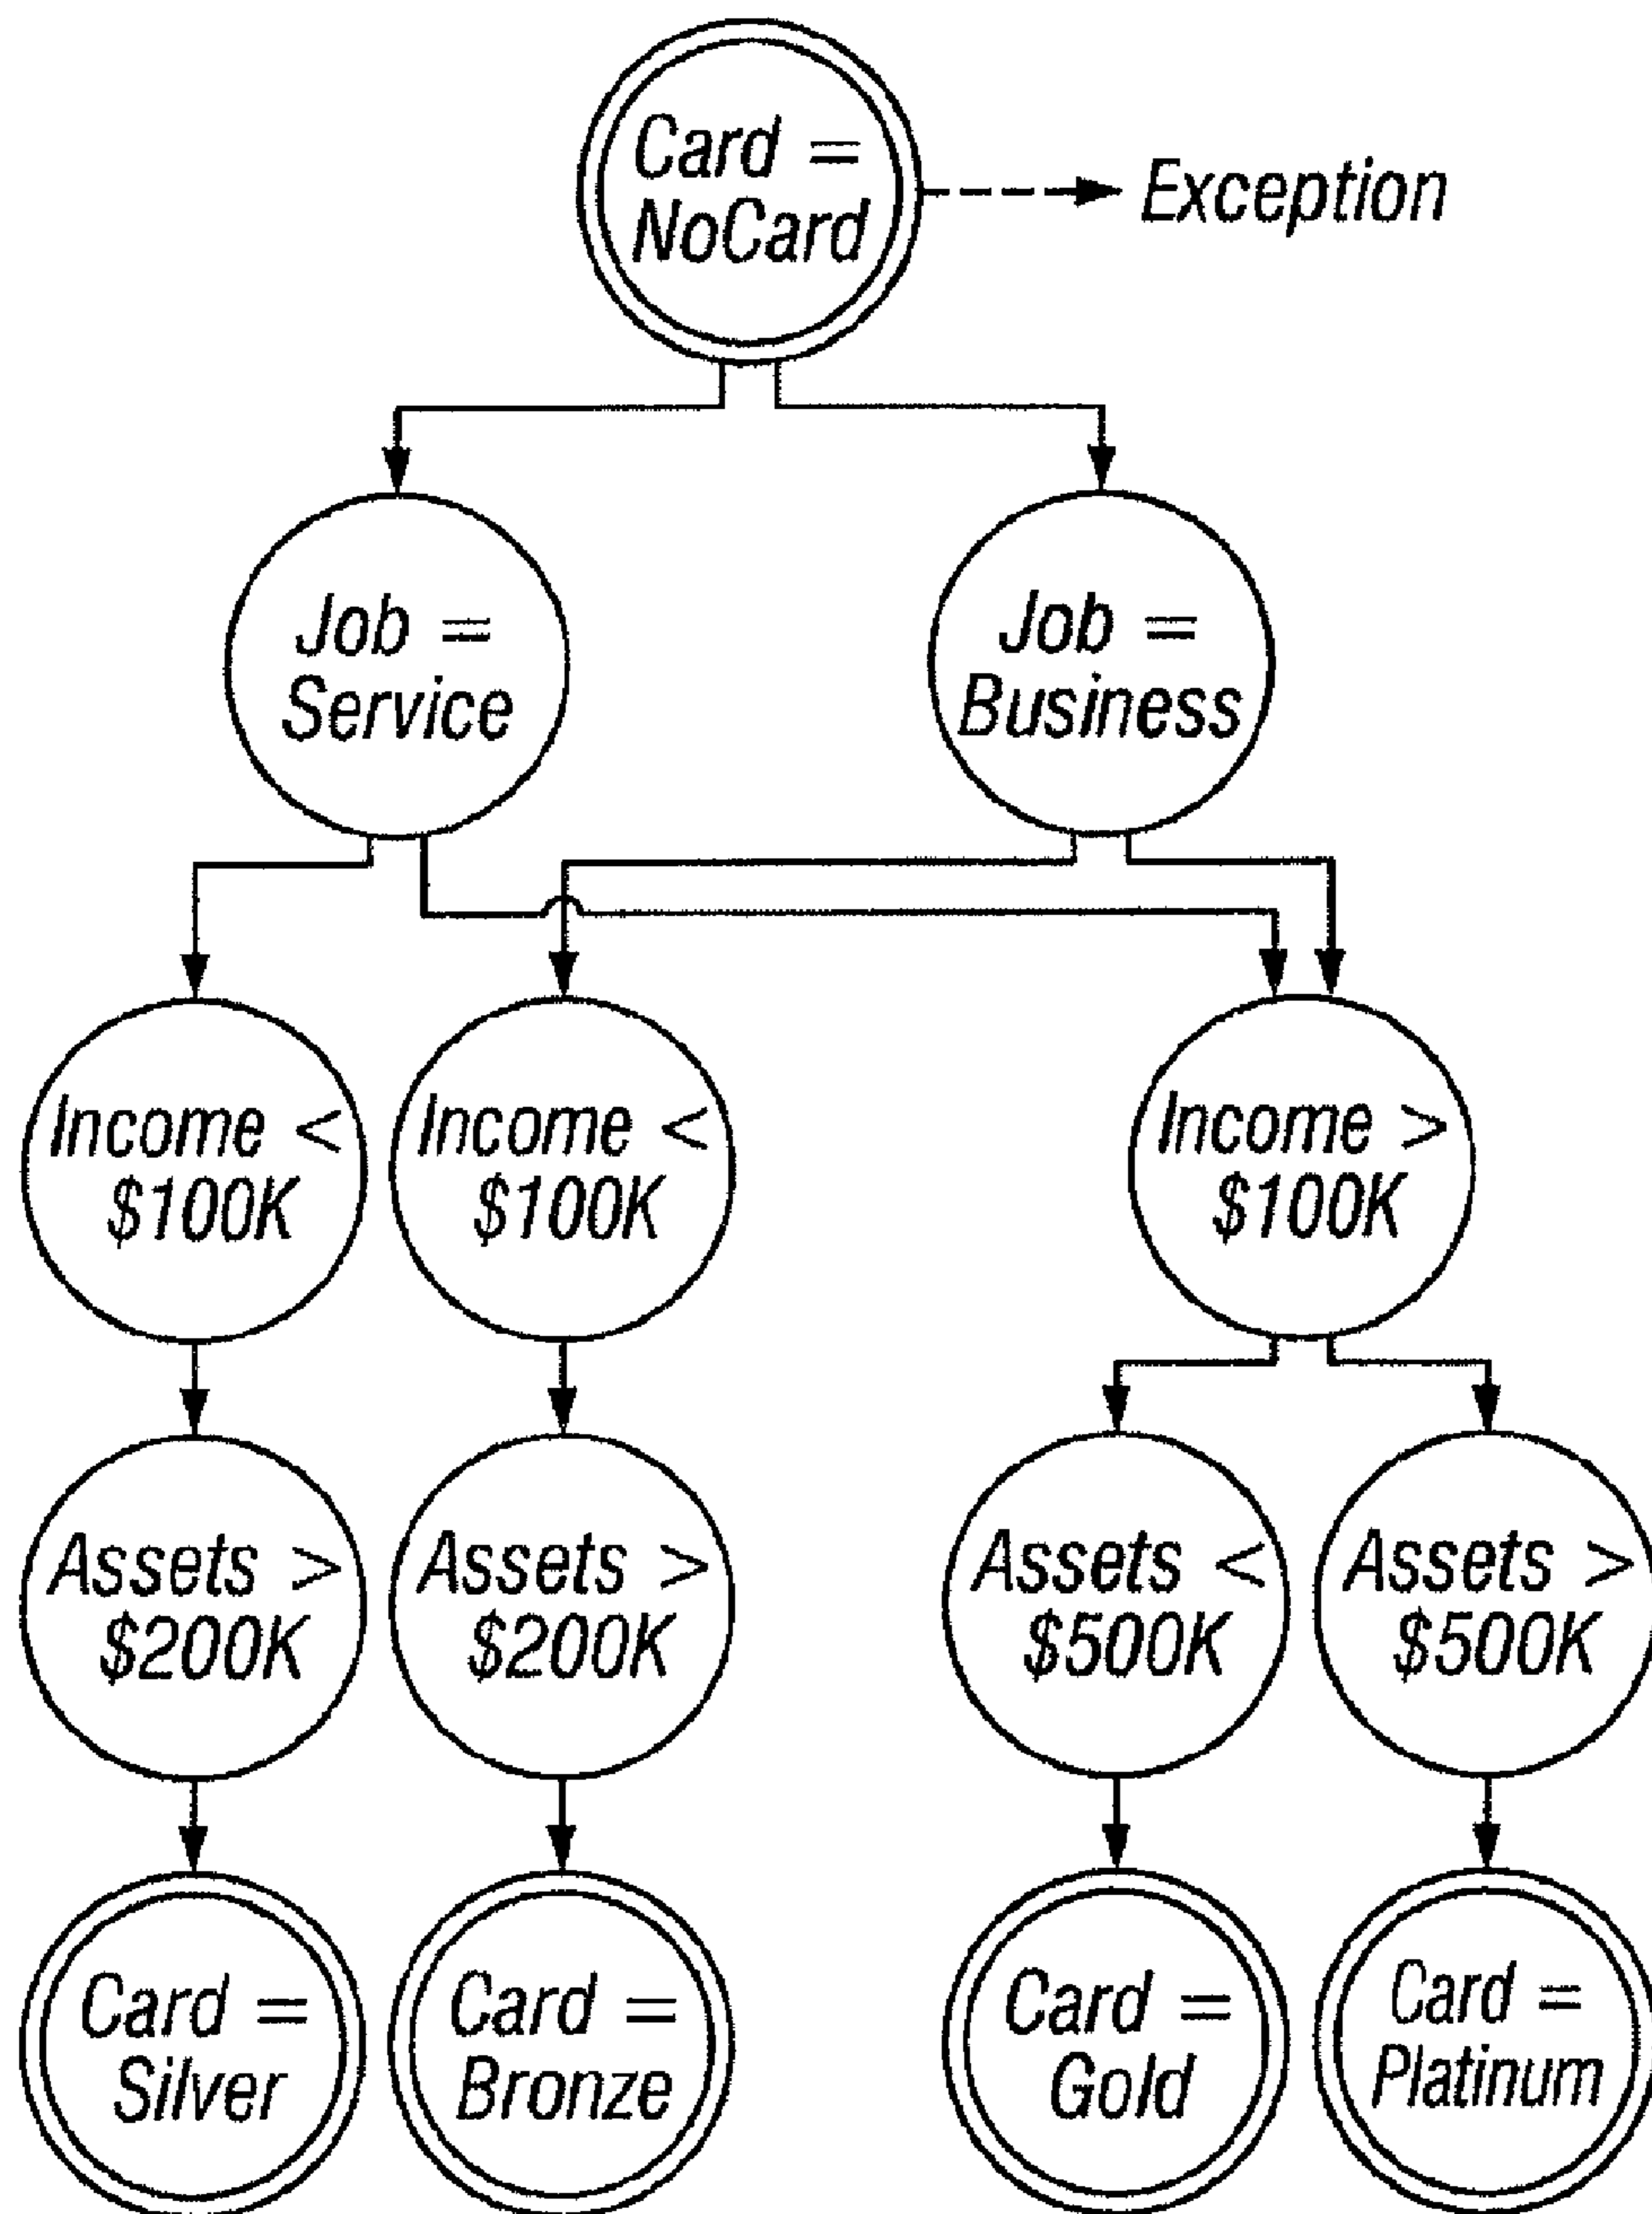 Card =
NoCard
Exception
Job =
Service
Job =
Business
Income <
$100K
Income <
$100K
Income >
$100K
Assets >
$200K
Assets >
$200K
Assets <
$500K
Assets >
$500K
Card =
Silver
Card =
Bronze
Card =
Gold
Card =
Platinum